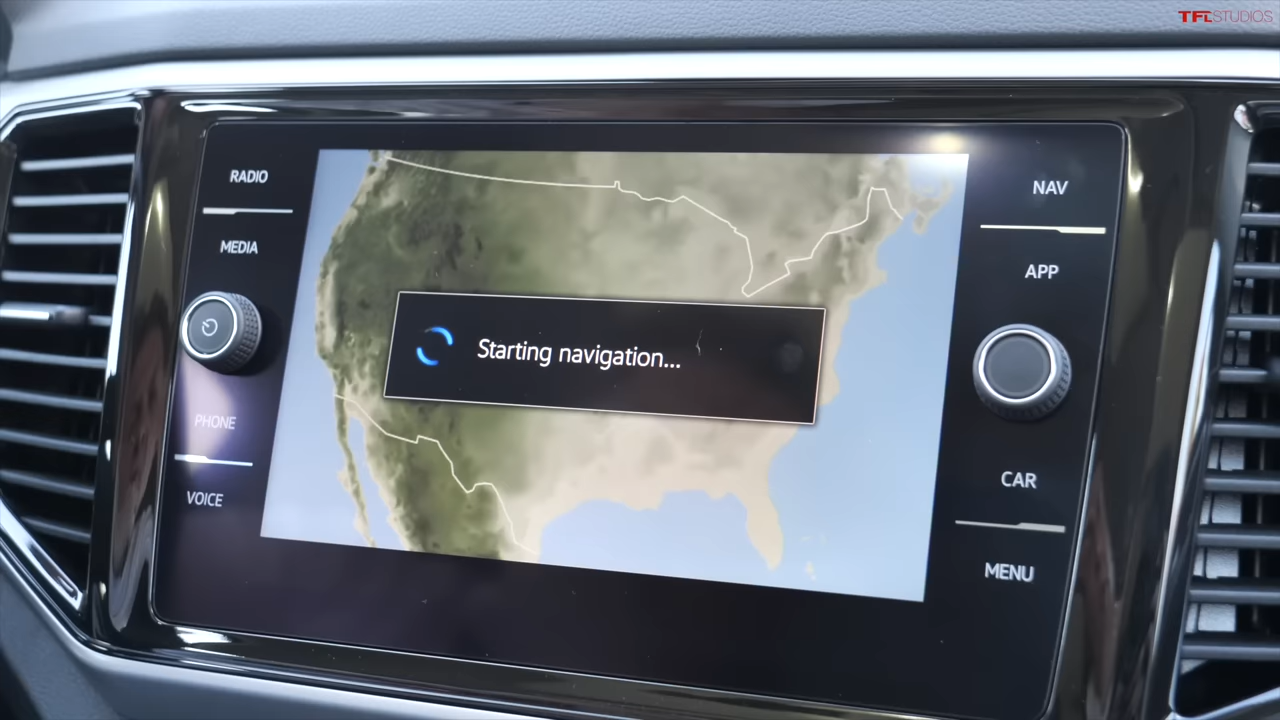 TFLSTUDIOS
RADIO
MEDIA
PHONE
VOICE
Starting navigation...
NAV
APP
CAR
MENU